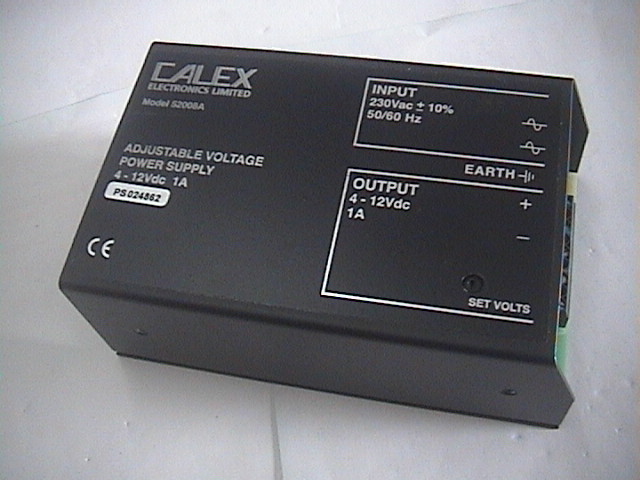 CALEX
ELECTRONICS LIMITED
Model 52008A
ADJUSTABLE VOLTAGE
POWER SUPPLY
4 - 12Vdc 1A
PS024862
CE
INPUT
230Vac ± 10%
50/60 Hz
EARTH
OUTPUT
4 - 12Vdc
1A
+
−
SET VOLTS